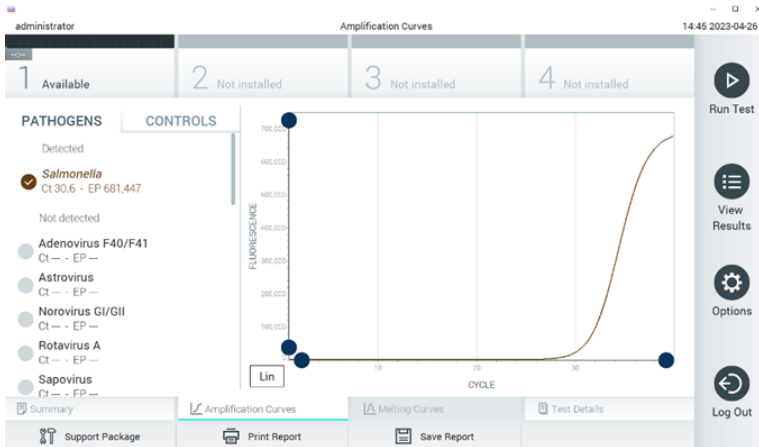 administrator
Amplification Curves
14:45 2023-04-26
--:--
1 Available
2 Not installed
3 Not installed
4 Not installed
Run Test
PATHOGENS
CONTROLS
Detected
Salmonella
Ct 30.6 - EP 681,447
Not detected
Adenovirus F40/F41
Ct --- - EP ---
Astrovirus
Ct --- - EP ---
Norovirus GI/GII
Ct --- - EP ---
Rotavirus A
Ct --- - EP ---
Sapovirus
Ct --- - EP ---
FLUORESCENCE
700,000
600,000
500,000
400,000
300,000
200,000
100,000
10
20
30
CYCLE
Lin
View
Results
Options
Log Out
Summary
Amplification Curves
Melting Curves
Test Details
Support Package
Print Report
Save Report